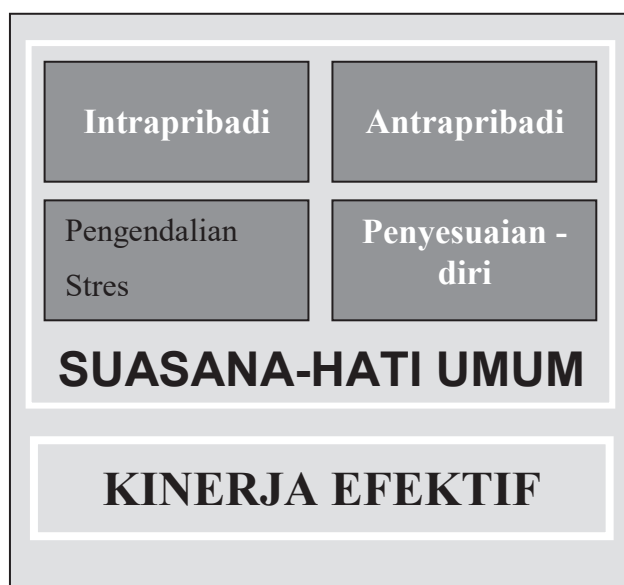 Intrapribadi
Antrapribadi
Pengendalian
Stres
Penyesuaian -
diri
SUASANA-HATI UMUM
KINERJA EFEKTIF